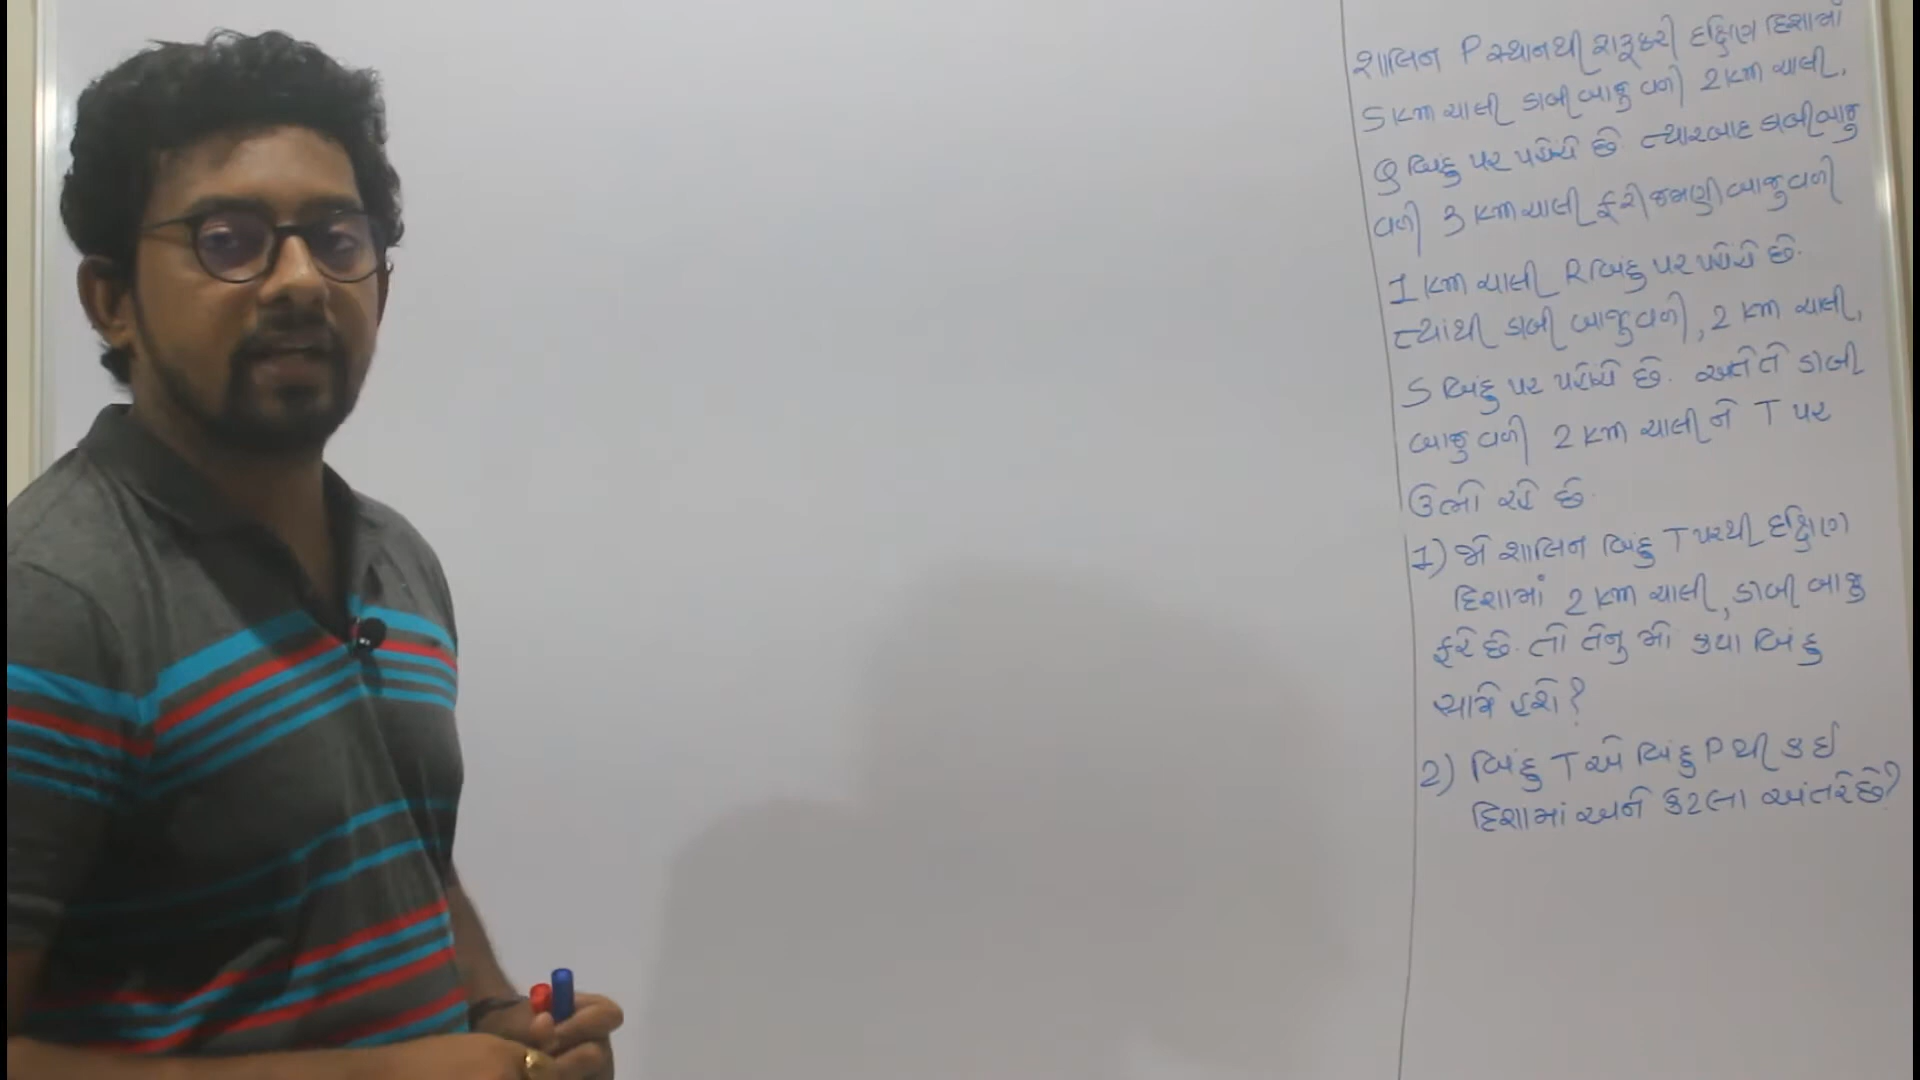 શાલિન P સ્થાનથી શરૂકરી દક્ષિણ દિશામાં
5 Km ચાલી ડાબી બાજુ વળી 2 Km ચાલી,
Q બિંદુ પર પહોંચે છે. ત્યારબાદ ડાબી બાજુ
વળી 3 Km ચાલી ફરી જમણી બાજુ વળી
1 Km ચાલી R બિંદુ પર પહોંચે છે.
ત્યાંથી ડાબી બાજુ વળી, 2 Km ચાલી,
S બિંદુ પર પહોંચે છે. અંતે તે ડાબી
બાજુ વળી 2 Km ચાલી ને T પર
ઉભો રહે છે.
1) જો શાલિન બિંદુ T પરથી દક્ષિણ
દિશામાં 2 Km ચાલી, ડાબી બાજુ
ફરે છે. તો તેનુ મો કયા બિંદુ
સામે હશે?
2) બિંદુ T એ બિંદુ P થી કઇ
દિશામાં અને કેટલા અંતરે છે?